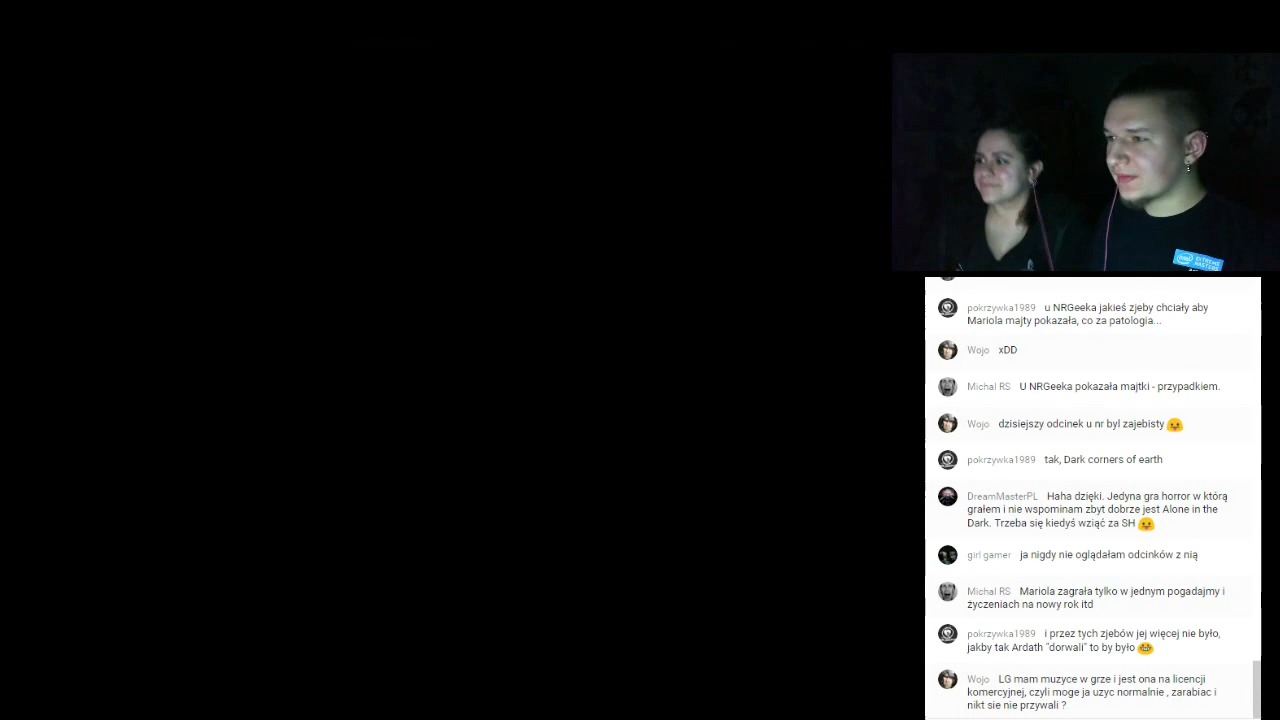 intel EXTREME
MASTERS
pokrzywka1989 u NRGeeka jakieś zjeby chciały aby
Mariola majty pokazała, co za patologia...
Wojo xDD
Michal RS U NRGeeka pokazała majtki - przypadkiem.
Wojo dzisiejszy odcinek u nr byl zajebisty
pokrzywka1989 tak, Dark corners of earth
DreamMasterPL Haha dzięki. Jedyna gra horror w którą
grałem i nie wspominam zbyt dobrze jest Alone in the
Dark. Trzeba się kiedyś wziąć za SH
girl gamer ja nigdy nie oglądałam odcinków z nią
Michal RS Mariola zagrała tylko w jednym pogadajmy i
życzeniach na nowy rok itd
pokrzywka1989 i przez tych zjebów jej więcej nie było,
jakby tak Ardath "dorwali" to by było
Wojo LG mam muzyce w grze i jest ona na licencji
komercyjnej, czyli moge ja uzyc normalnie , zarabiac i
nikt sie nie przywali ?